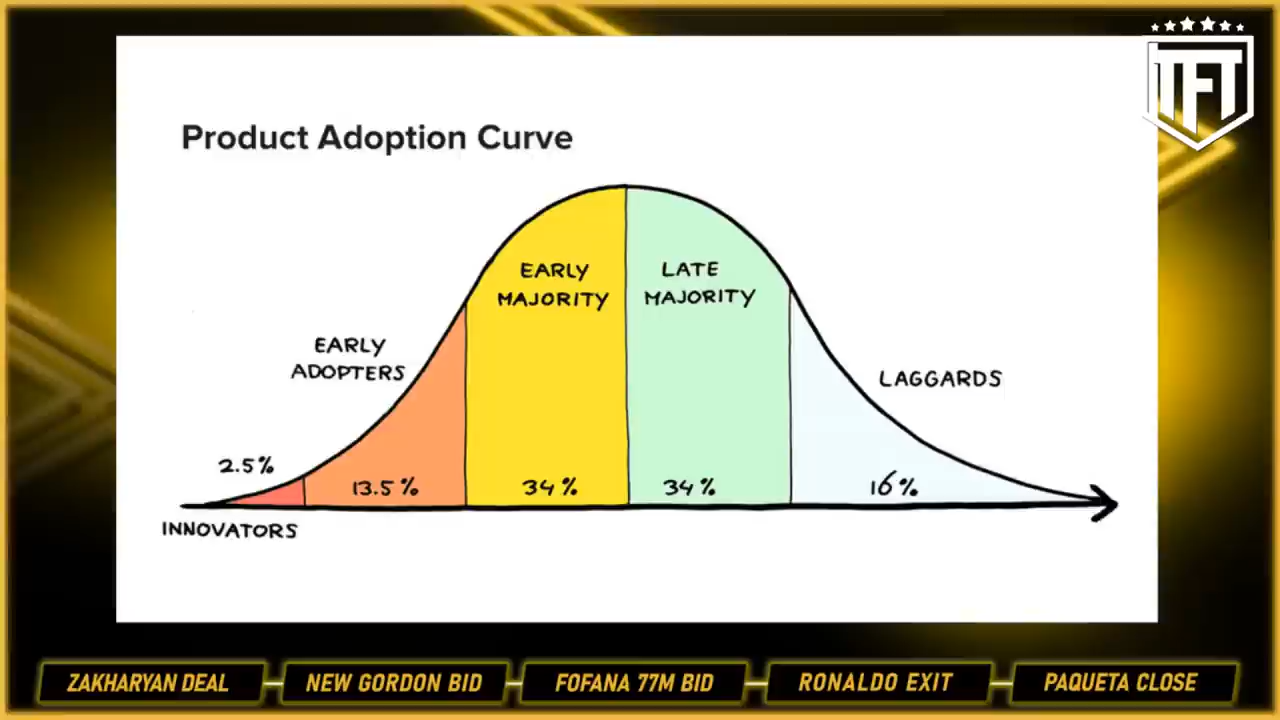 TFT
Product Adoption Curve
EARLY
MAJORITY
LATE
MAJORITY
EARLY
ADOPTERS
LAGGARDS
2.5%
13.5%
34%
34%
16%
INNOVATORS
ZAKHARYAN DEAL
NEW GORDON BID
FOFANA 77M BID
RONALDO EXIT
PAQUETA CLOSE